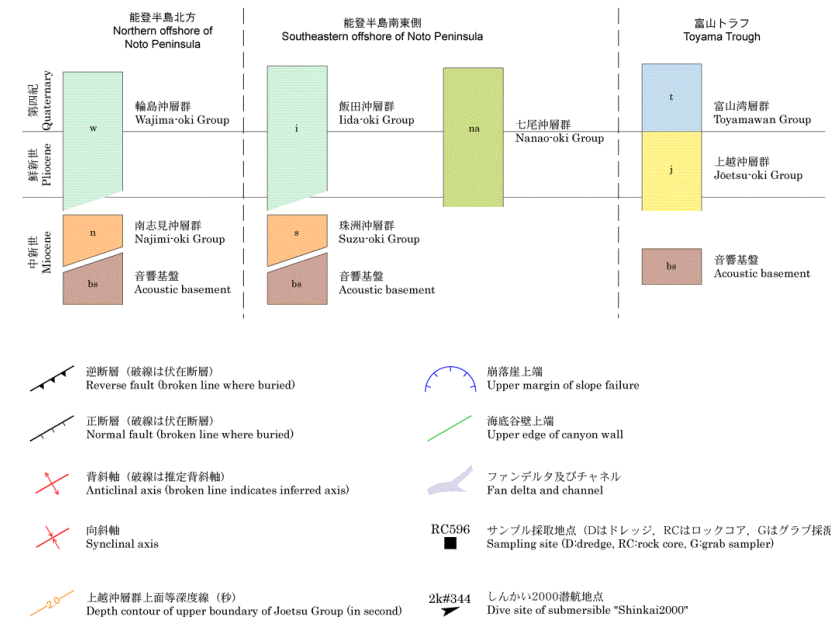 能登半島北方
Northern offshore of
Noto Peninsula
能登半島南東側
Southeastern offshore of Noto Peninsula
富山トラフ
Toyama Trough
第四紀
Quaternary
鮮新世
Pliocene
中新世
Miocene
w
輪島沖層群
Wajima-oki Group
n
南志見沖層群
Najimi-oki Group
bs
音響基盤
Acoustic basement
i
飯田沖層群
Iida-oki Group
s
珠洲沖層群
Suzu-oki Group
bs
音響基盤
Acoustic basement
na
七尾沖層群
Nanao-oki Group
t
富山湾層群
Toyamawan Group
j
上越沖層群
Joetsu-oki Group
bs
音響基盤
Acoustic basement
逆断層（破線は伏在断層）
Reverse fault (broken line where buried)
正断層（破線は伏在断層）
Normal fault (broken line where buried)
背斜軸（破線は推定背斜軸）
Anticlinal axis (broken line indicates inferred axis)
向斜軸
Synclinal axis
-2.0
上越沖層群上面等深度線（秒）
Depth contour of upper boundary of Joetsu Group (in second)
崩落崖上端
Upper margin of slope failure
海底谷壁上端
Upper edge of canyon wall
ファンデルタ及びチャネル
Fan delta and channel
RC596
サンプル採取地点（Dはドレッジ，RCはロックコア，Gはグラブ採泥
Sampling site (D:dredge, RC:rock core, G:grab sampler)
2k#344
しんかい2000潜航地点
Dive site of submersible "Shinkai2000"